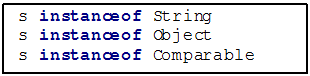 s instanceof String
s instanceof Object
s instanceof Comparable